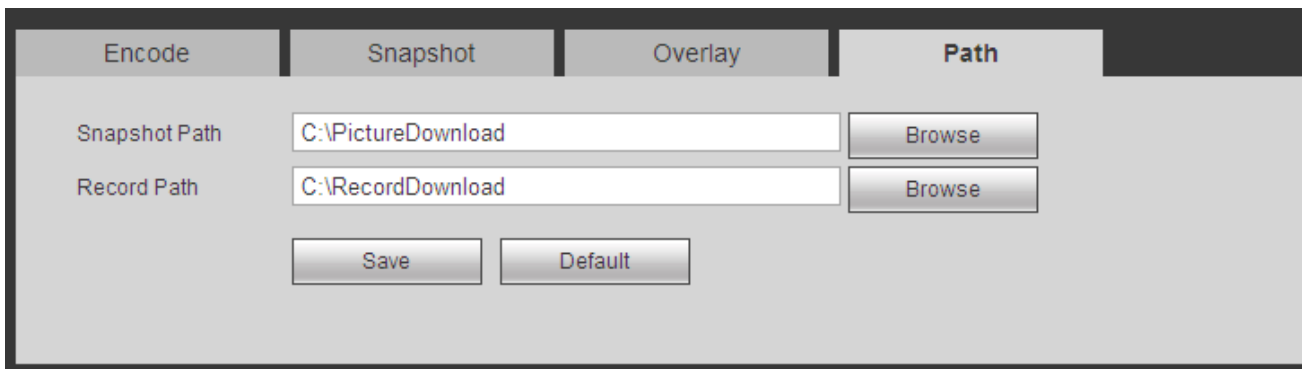 Encode Snapshot Overlay Path
Snapshot Path C:\PictureDownload Browse
Record Path C:\RecordDownload Browse
Save Default